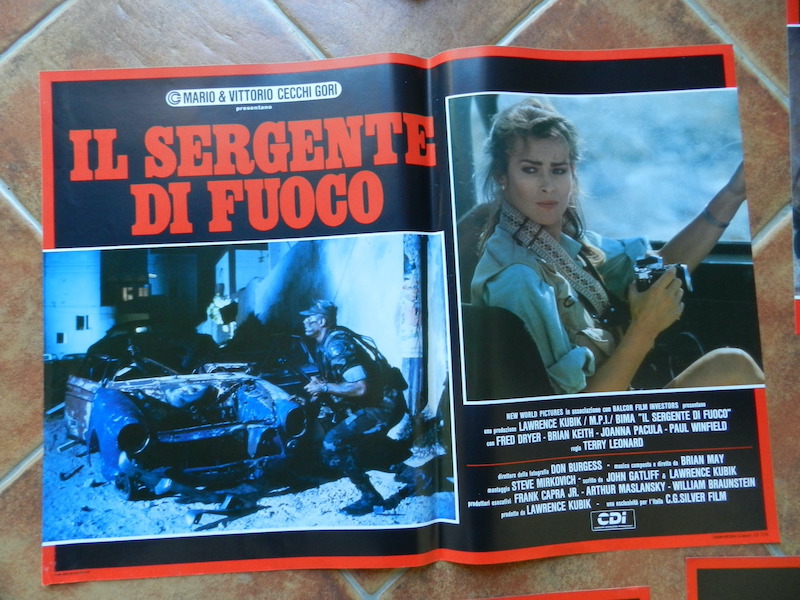 MARIO & VITTORIO CECCHI GORI
presentano
IL SERGENTE
DI FUOCO
NEW WORLD PICTURES in associazione con BALCOR FILM INVESTORS presentano
una produzione LAWRENCE KUBIK / M.P.I. / BIMA "IL SERGENTE DI FUOCO"
con FRED DRYER - BRIAN KEITH - JOANNA PACULA - PAUL WINFIELD
regia TERRY LEONARD
direttore della fotografia DON BURGESS - musica composta e diretta da BRIAN MAY
montaggio STEVE MIRKOVICH - scritto da JOHN GATLIFF & LAWRENCE KUBIK
produttori esecutivi FRANK CAPRA JR. - ARTHUR MASLANSKY - WILLIAM BRAUNSTEIN
prodotto da LAWRENCE KUBIK - una esclusività per l'Italia C.G. SILVER FILM
CDi